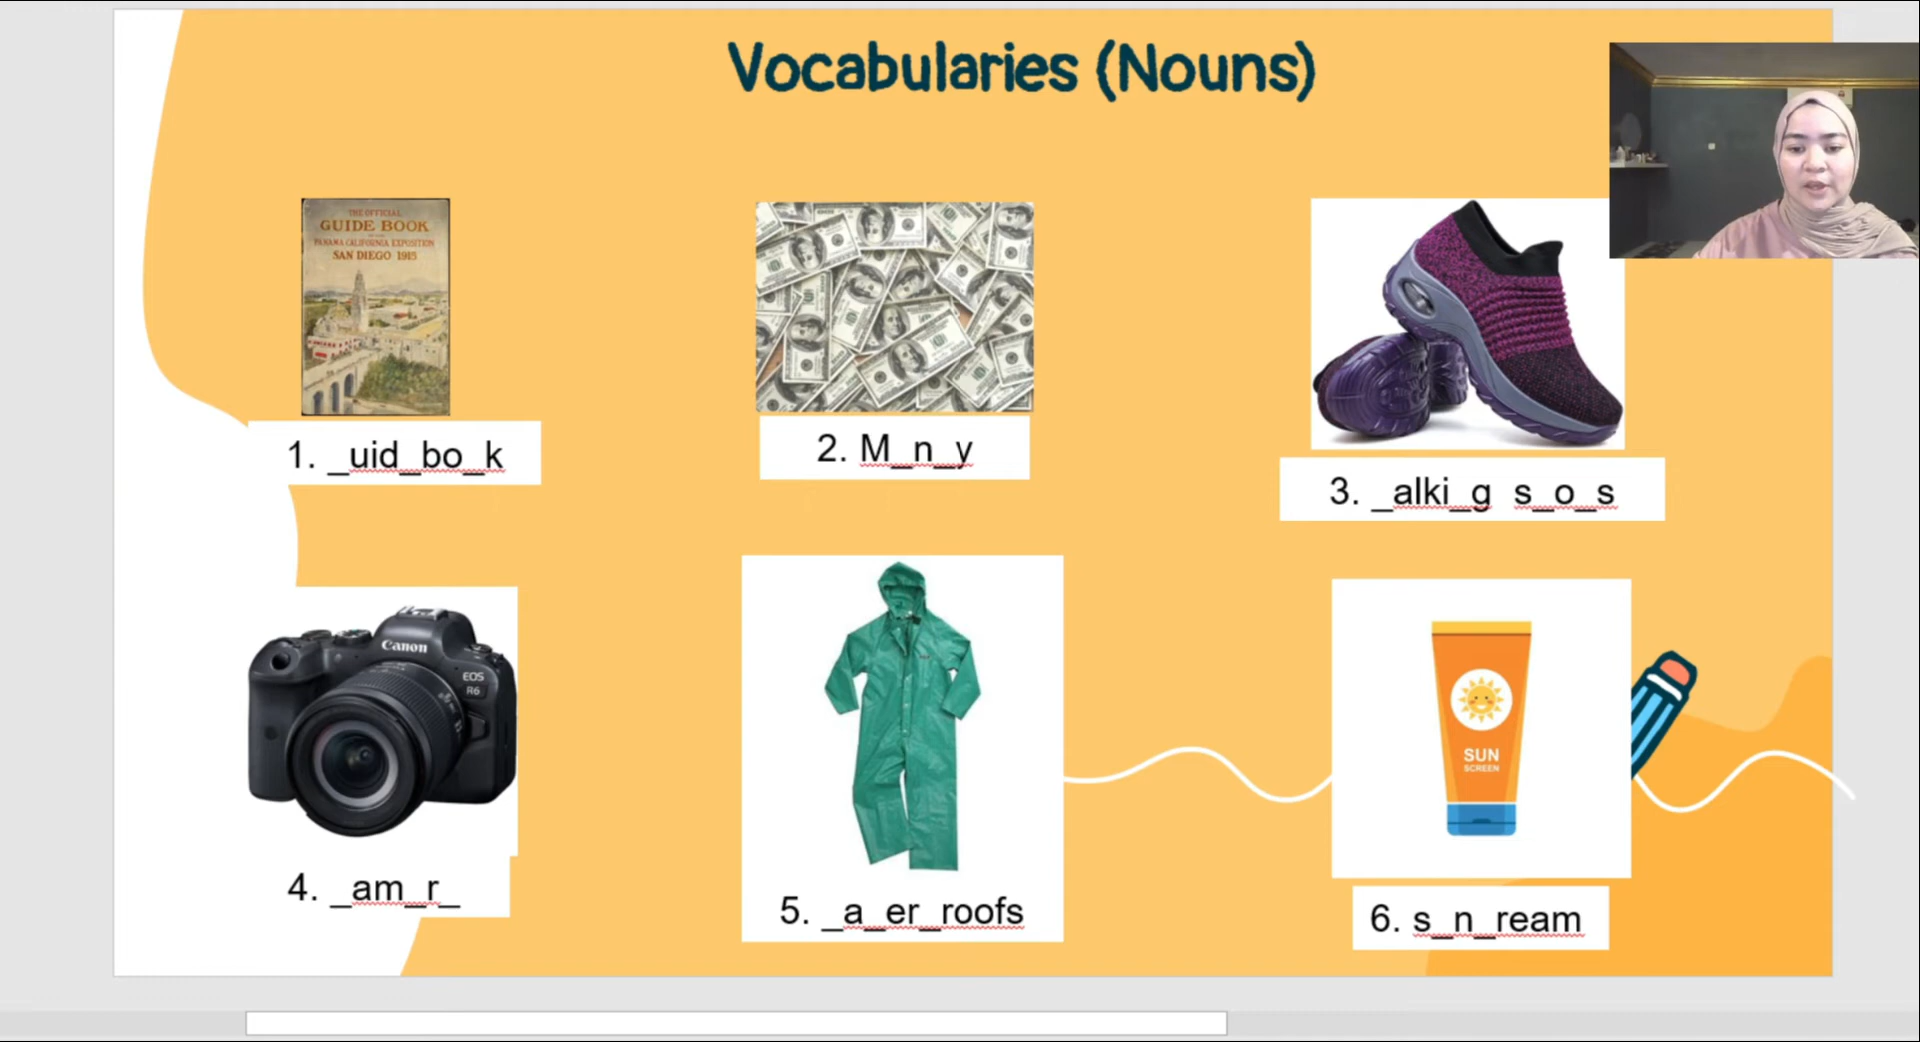 Vocabularies (Nouns)
THE OFFICIAL
GUIDE BOOK
PANAMA CALIFORNIA EXPOSITION
SAN DIEGO 1915
1. _uid_bo_k
2. M_n_y
3. _alki_g s_o_s
Canon
EOS
R6
4. _am_r_
5. _a_er_roofs
SUN
SCREEN
6. s_n_ream